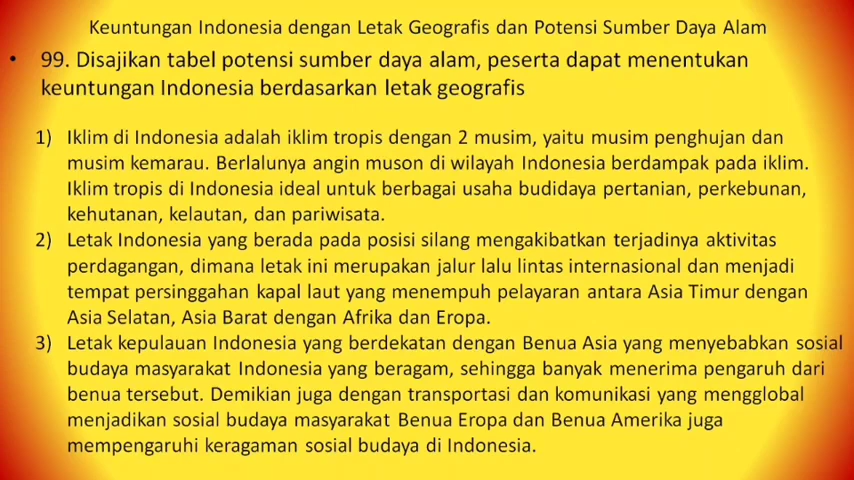 Keuntungan Indonesia dengan Letak Geografis dan Potensi Sumber Daya Alam
• 99. Disajikan tabel potensi sumber daya alam, peserta dapat menentukan
keuntungan Indonesia berdasarkan letak geografis
1) Iklim di Indonesia adalah iklim tropis dengan 2 musim, yaitu musim penghujan dan
musim kemarau. Berlalunya angin muson di wilayah Indonesia berdampak pada iklim.
Iklim tropis di Indonesia ideal untuk berbagai usaha budidaya pertanian, perkebunan,
kehutanan, kelautan, dan pariwisata.
2) Letak Indonesia yang berada pada posisi silang mengakibatkan terjadinya aktivitas
perdagangan, dimana letak ini merupakan jalur lalu lintas internasional dan menjadi
tempat persinggahan kapal laut yang menempuh pelayaran antara Asia Timur dengan
Asia Selatan, Asia Barat dengan Afrika dan Eropa.
3) Letak kepulauan Indonesia yang berdekatan dengan Benua Asia yang menyebabkan sosial
budaya masyarakat Indonesia yang beragam, sehingga banyak menerima pengaruh dari
benua tersebut. Demikian juga dengan transportasi dan komunikasi yang mengglobal
menjadikan sosial budaya masyarakat Benua Eropa dan Benua Amerika juga
mempengaruhi keragaman sosial budaya di Indonesia.